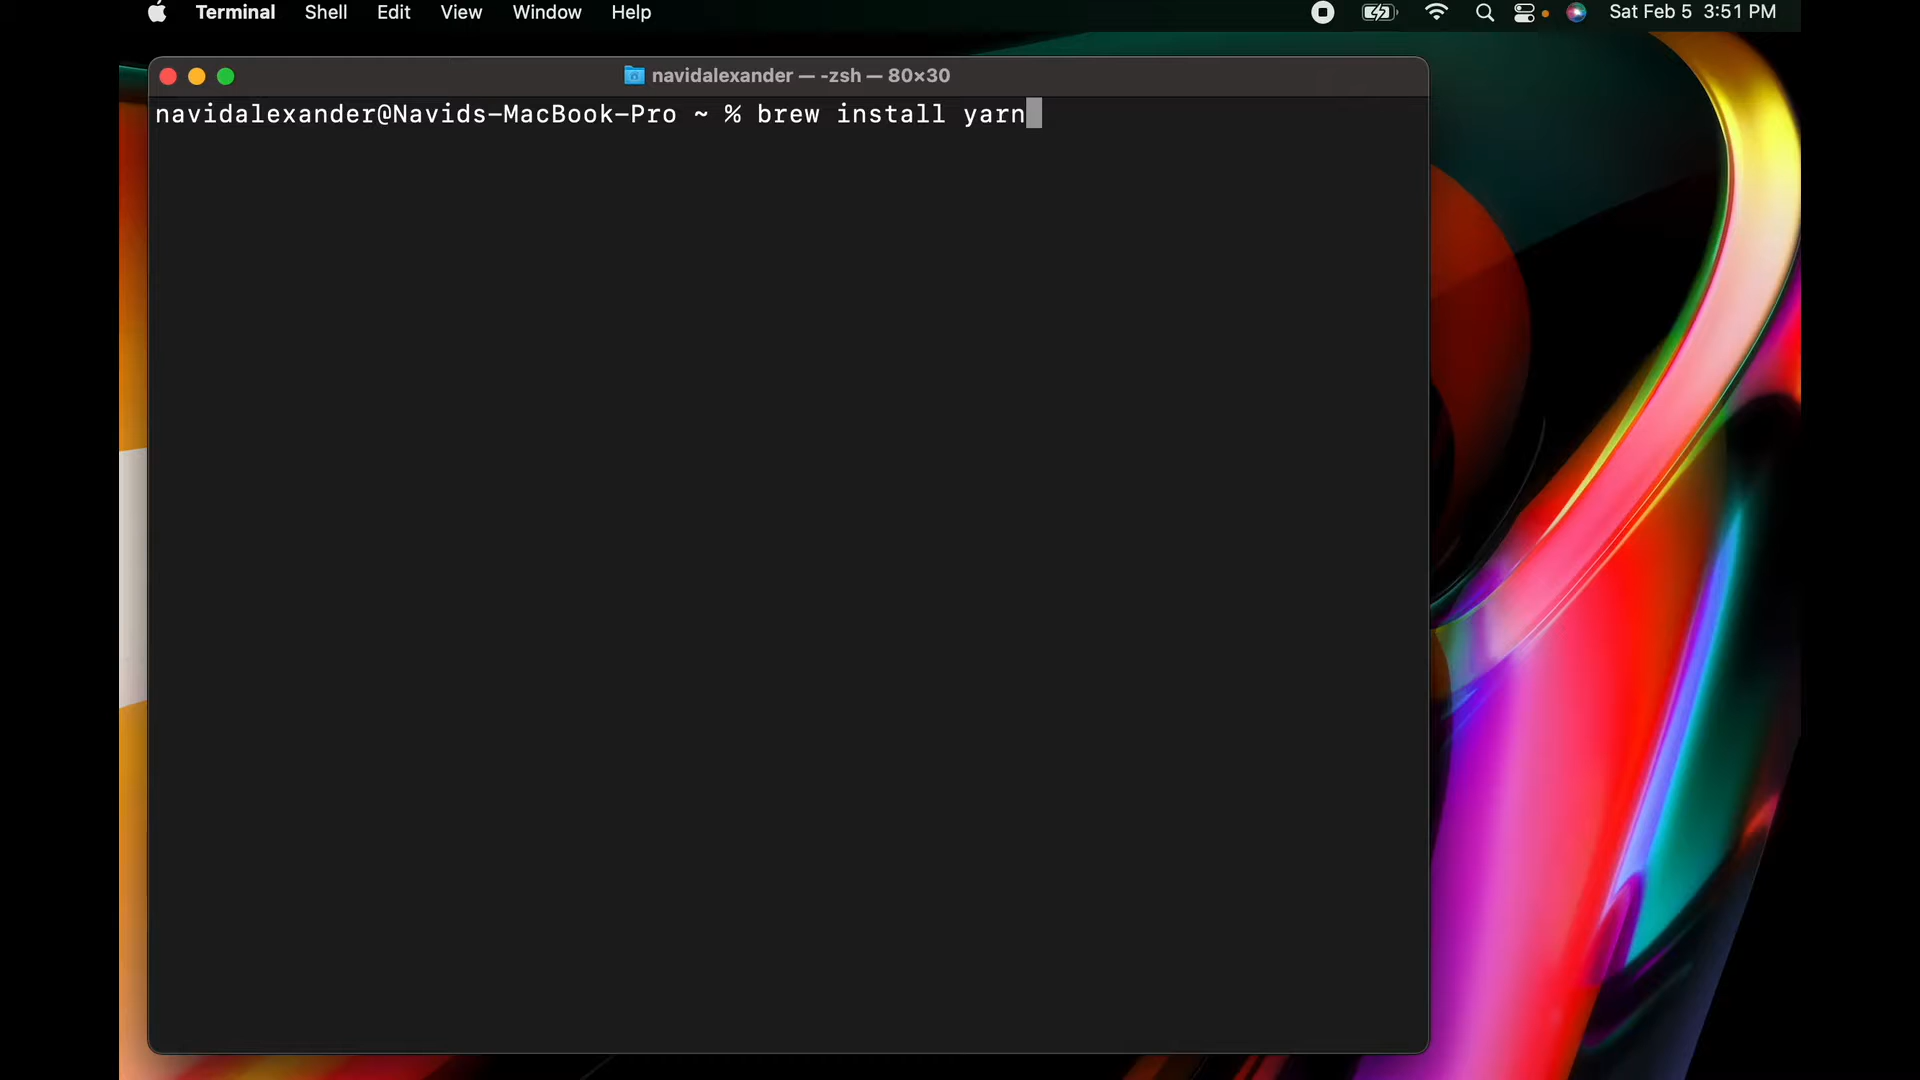 Terminal Shell Edit View Window Help Sat Feb 5 3:51 PM
navidalexander — -zsh — 80×30
navidalexander@Navids-MacBook-Pro ~ % brew install yarn